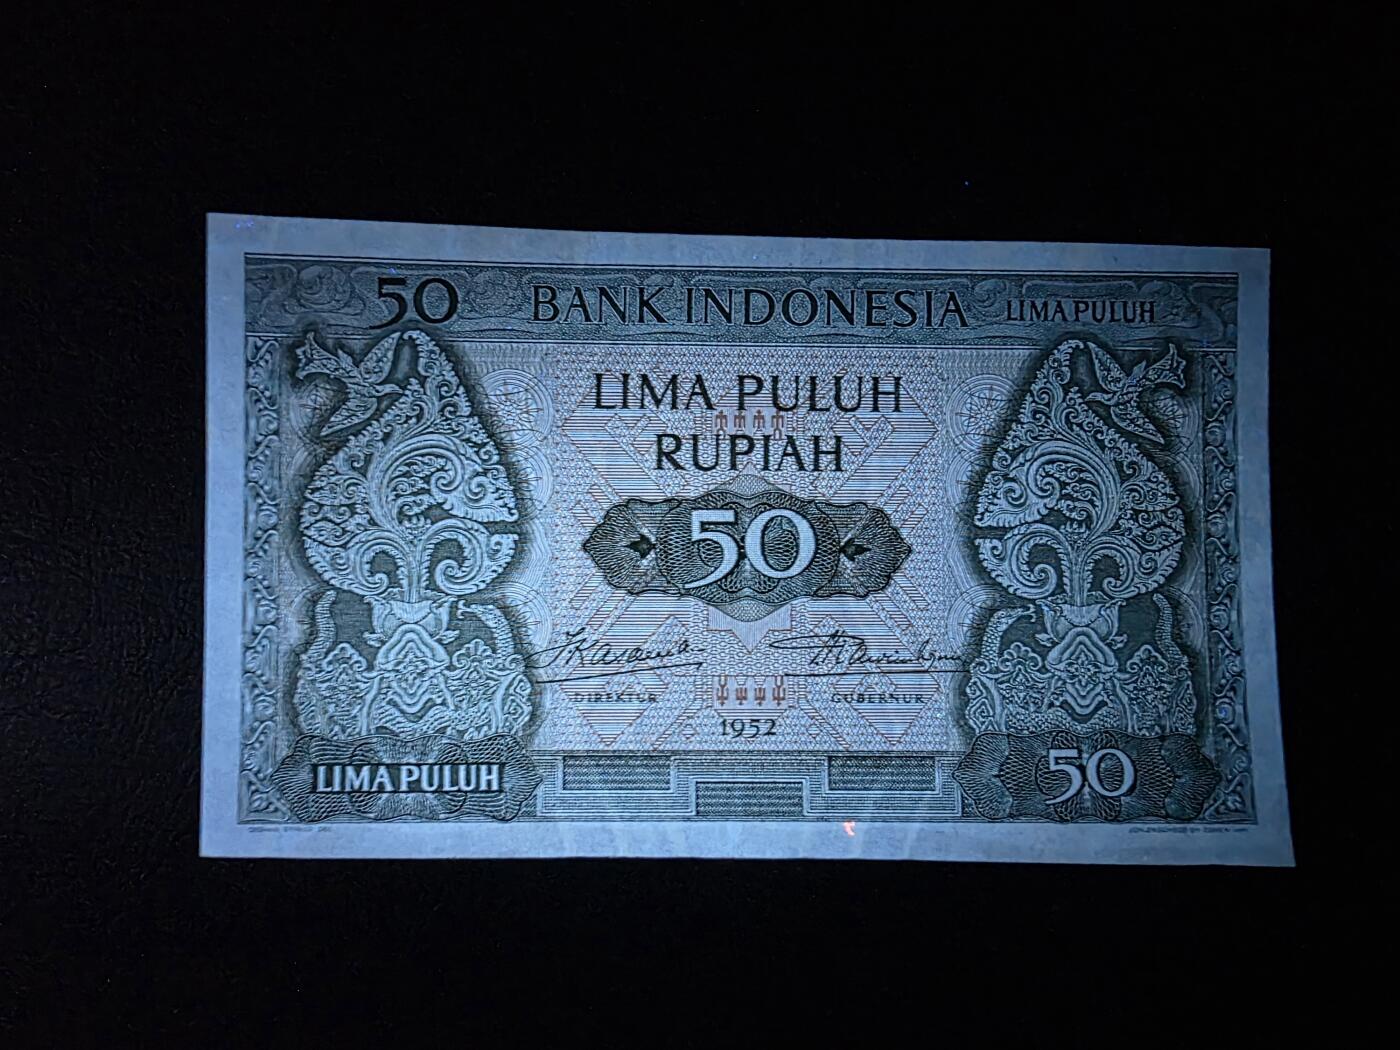 50 BANK INDONESIA LIMA PULUH
LIMA PULUH
RUPIAH
50
DIREKTUR GUBERNUR
1952
LIMA PULUH 50